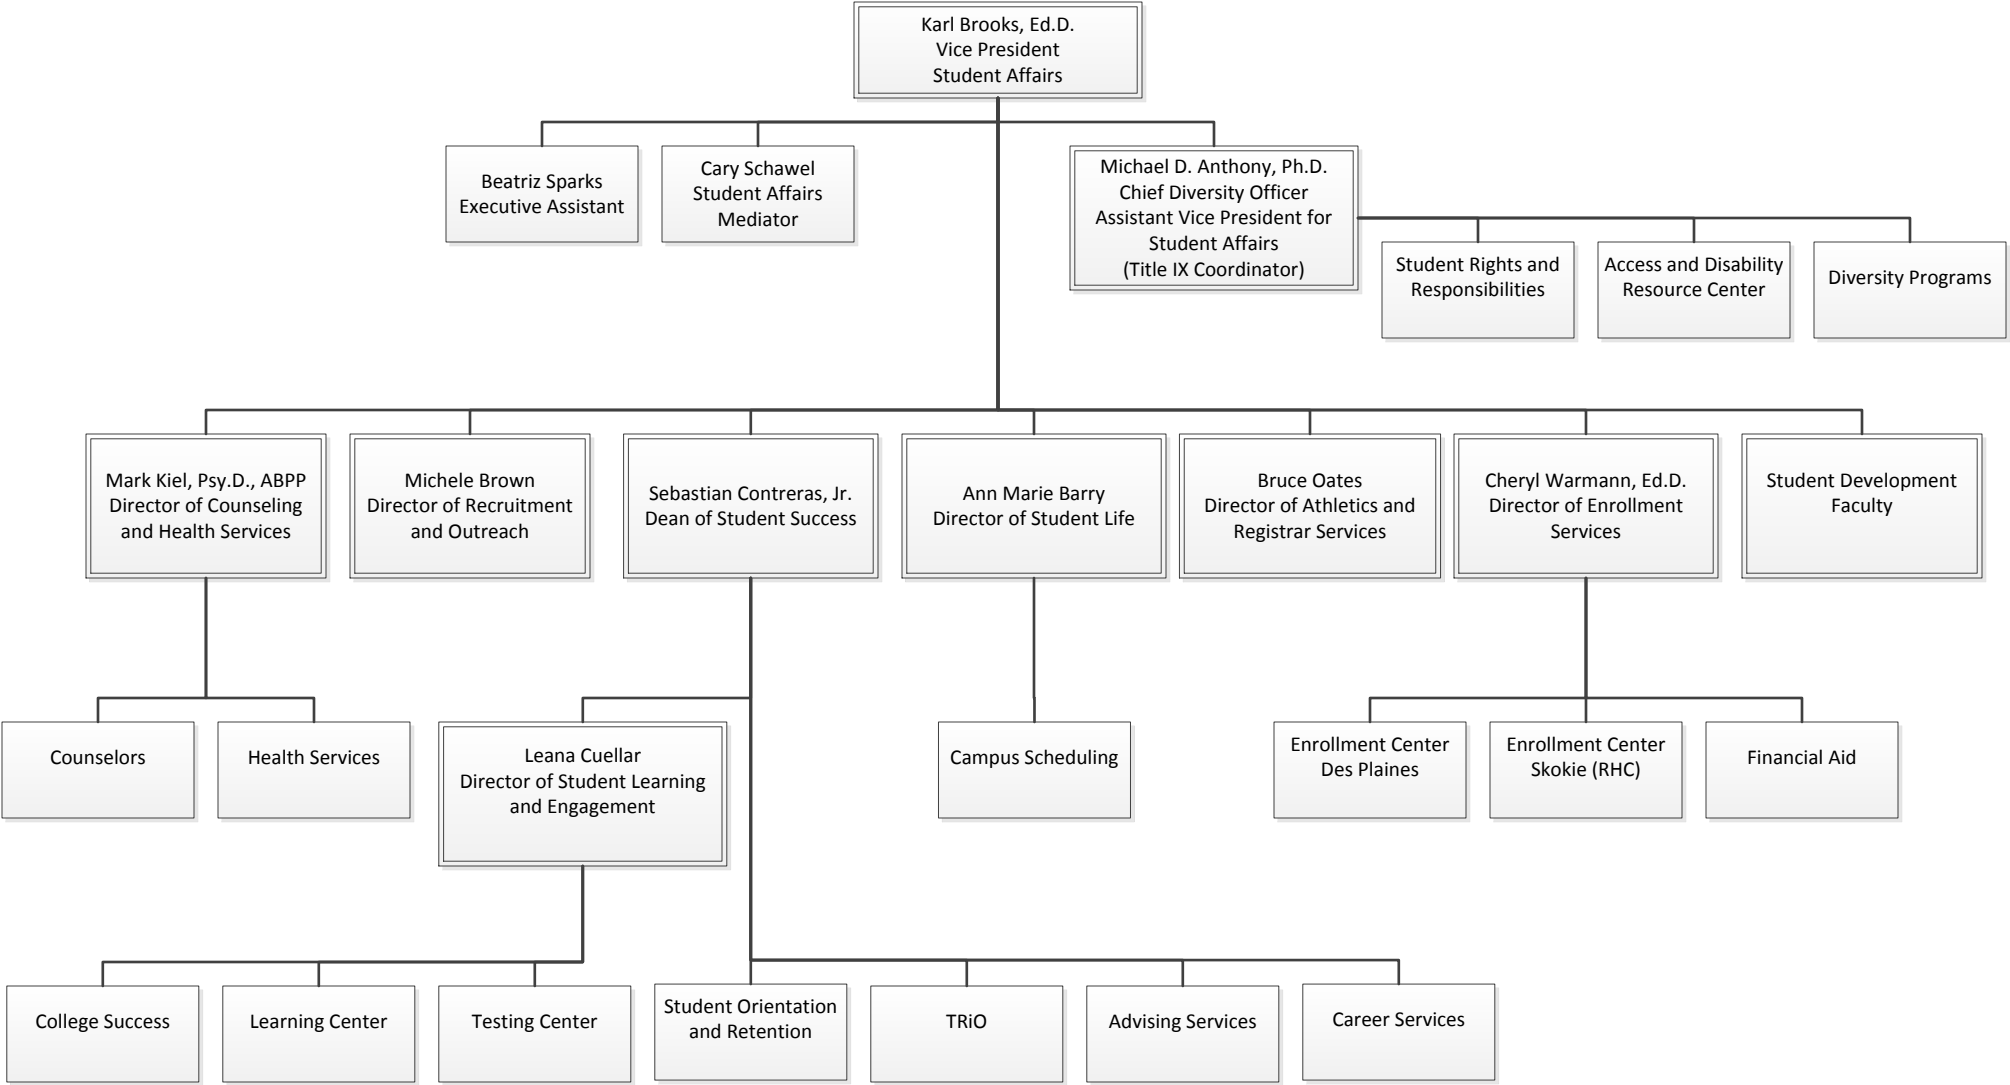 Karl Brooks, Ed.D.
Vice President
Student Affairs
Beatriz Sparks
Executive Assistant
Cary Schawel
Student Affairs
Mediator
Michael D. Anthony, Ph.D.
Chief Diversity Officer
Assistant Vice President for
Student Affairs
(Title IX Coordinator)
Student Rights and
Responsibilities
Access and Disability
Resource Center
Diversity Programs
Mark Kiel, Psy.D., ABPP
Director of Counseling
and Health Services
Michele Brown
Director of Recruitment
and Outreach
Sebastian Contreras, Jr.
Dean of Student Success
Ann Marie Barry
Director of Student Life
Bruce Oates
Director of Athletics and
Registrar Services
Cheryl Warmann, Ed.D.
Director of Enrollment
Services
Student Development
Faculty
Counselors
Health Services
Leana Cuellar
Director of Student Learning
and Engagement
Campus Scheduling
Enrollment Center
Des Plaines
Enrollment Center
Skokie (RHC)
Financial Aid
College Success
Learning Center
Testing Center
Student Orientation
and Retention
TRiO
Advising Services
Career Services